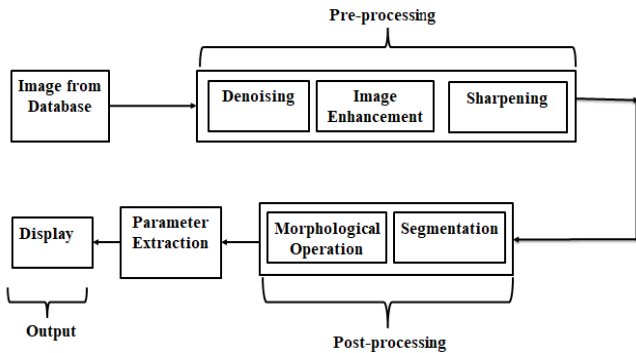 Pre-processing
Image from
Database
Denoising
Image
Enhancement
Sharpening
Display
Parameter
Extraction
Morphological
Operation
Segmentation
Output
Post-processing